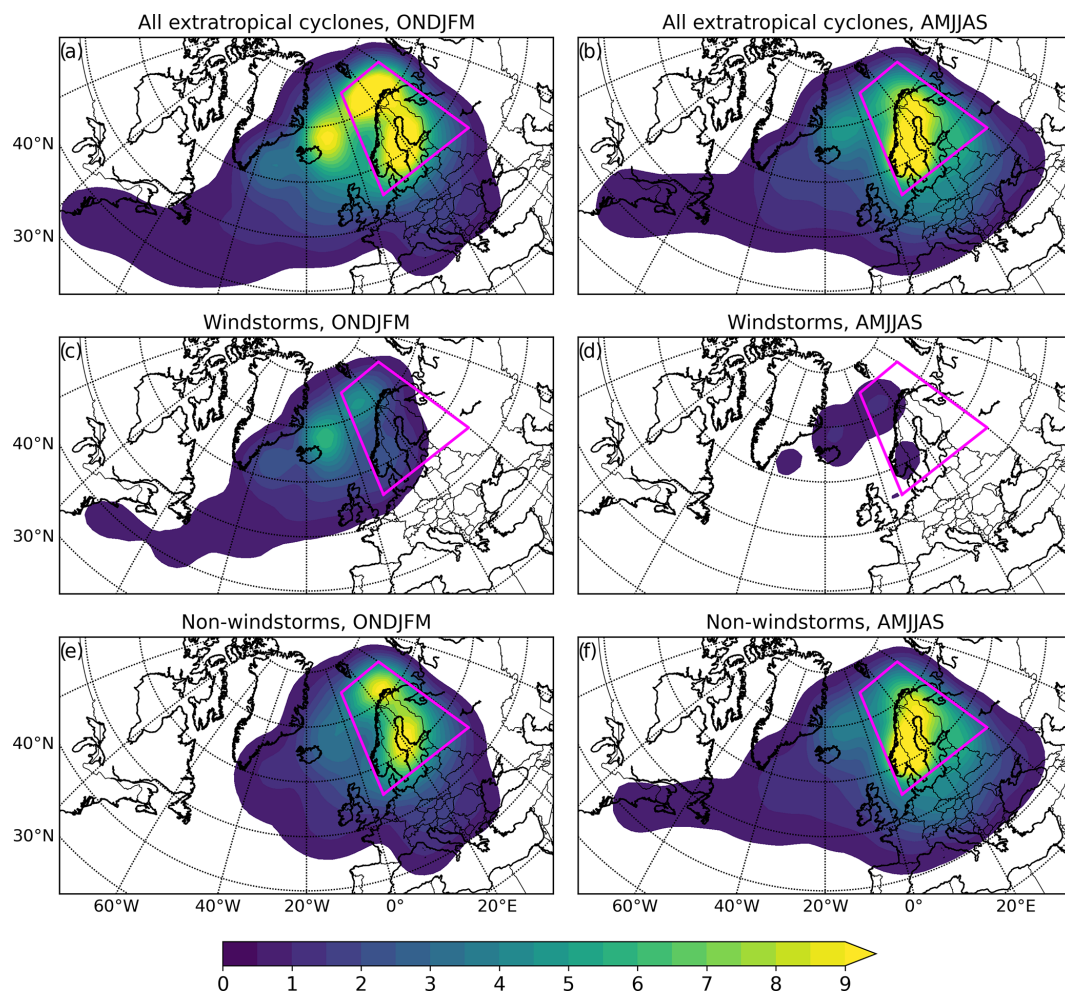 All extratropical cyclones, ONDJFM
All extratropical cyclones, AMJJAS
(a)
(b)
40°N
30°N
Windstorms, ONDJFM
Windstorms, AMJJAS
(c)
(d)
40°N
30°N
Non-windstorms, ONDJFM
Non-windstorms, AMJJAS
(e)
(f)
40°N
30°N
60°W 40°W 20°W 0° 20°E 60°W 40°W 20°W 0° 20°E
0 1 2 3 4 5 6 7 8 9